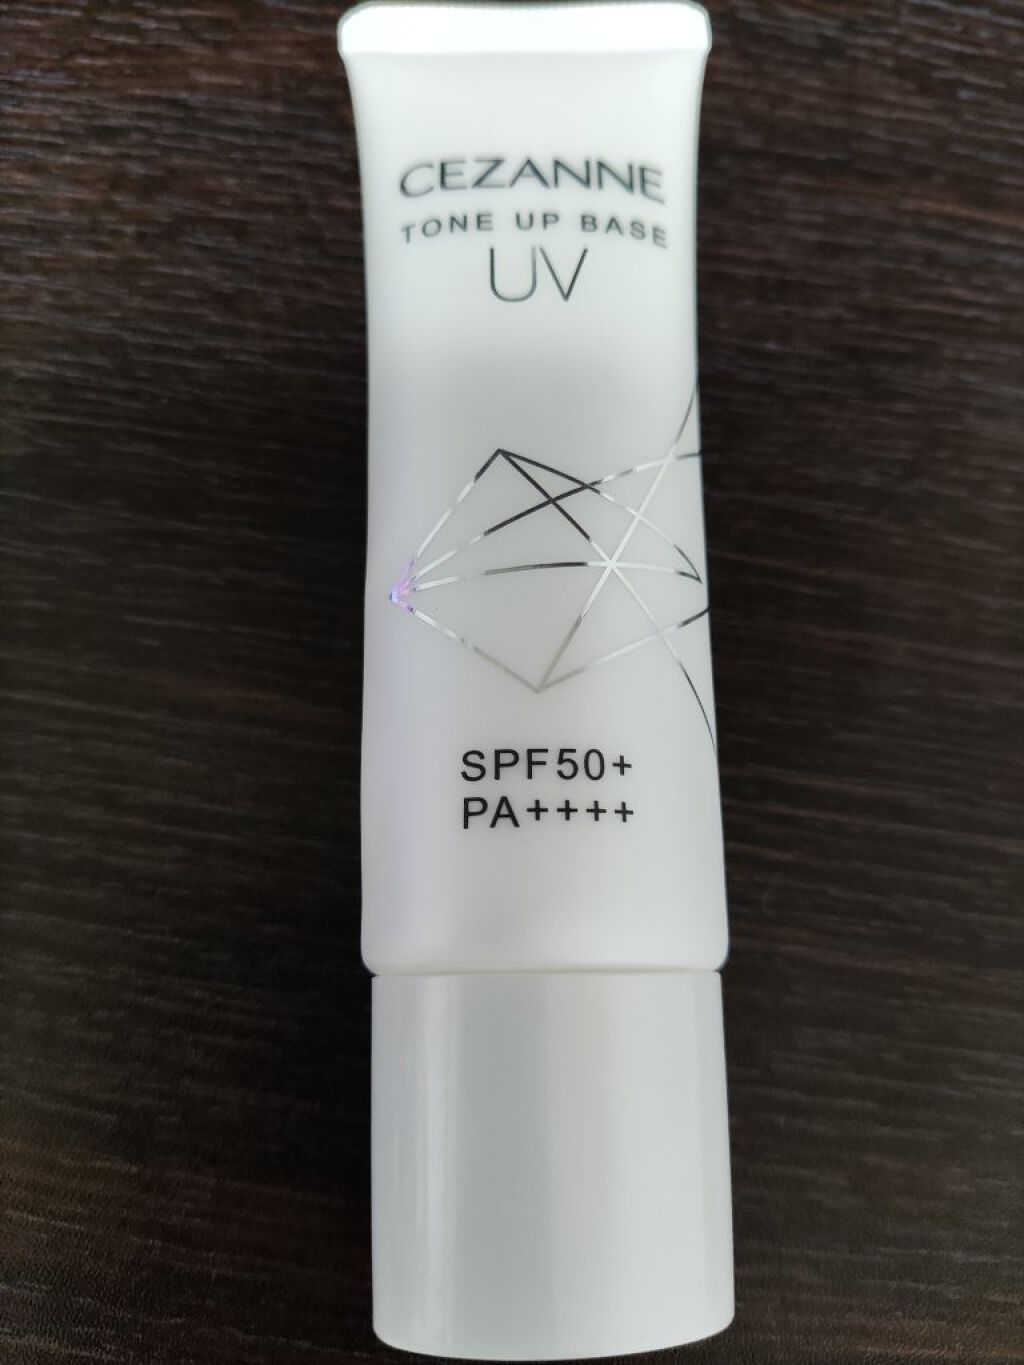 CEZANNE
TONE UP BASE
UV
SPF50+
PA++++